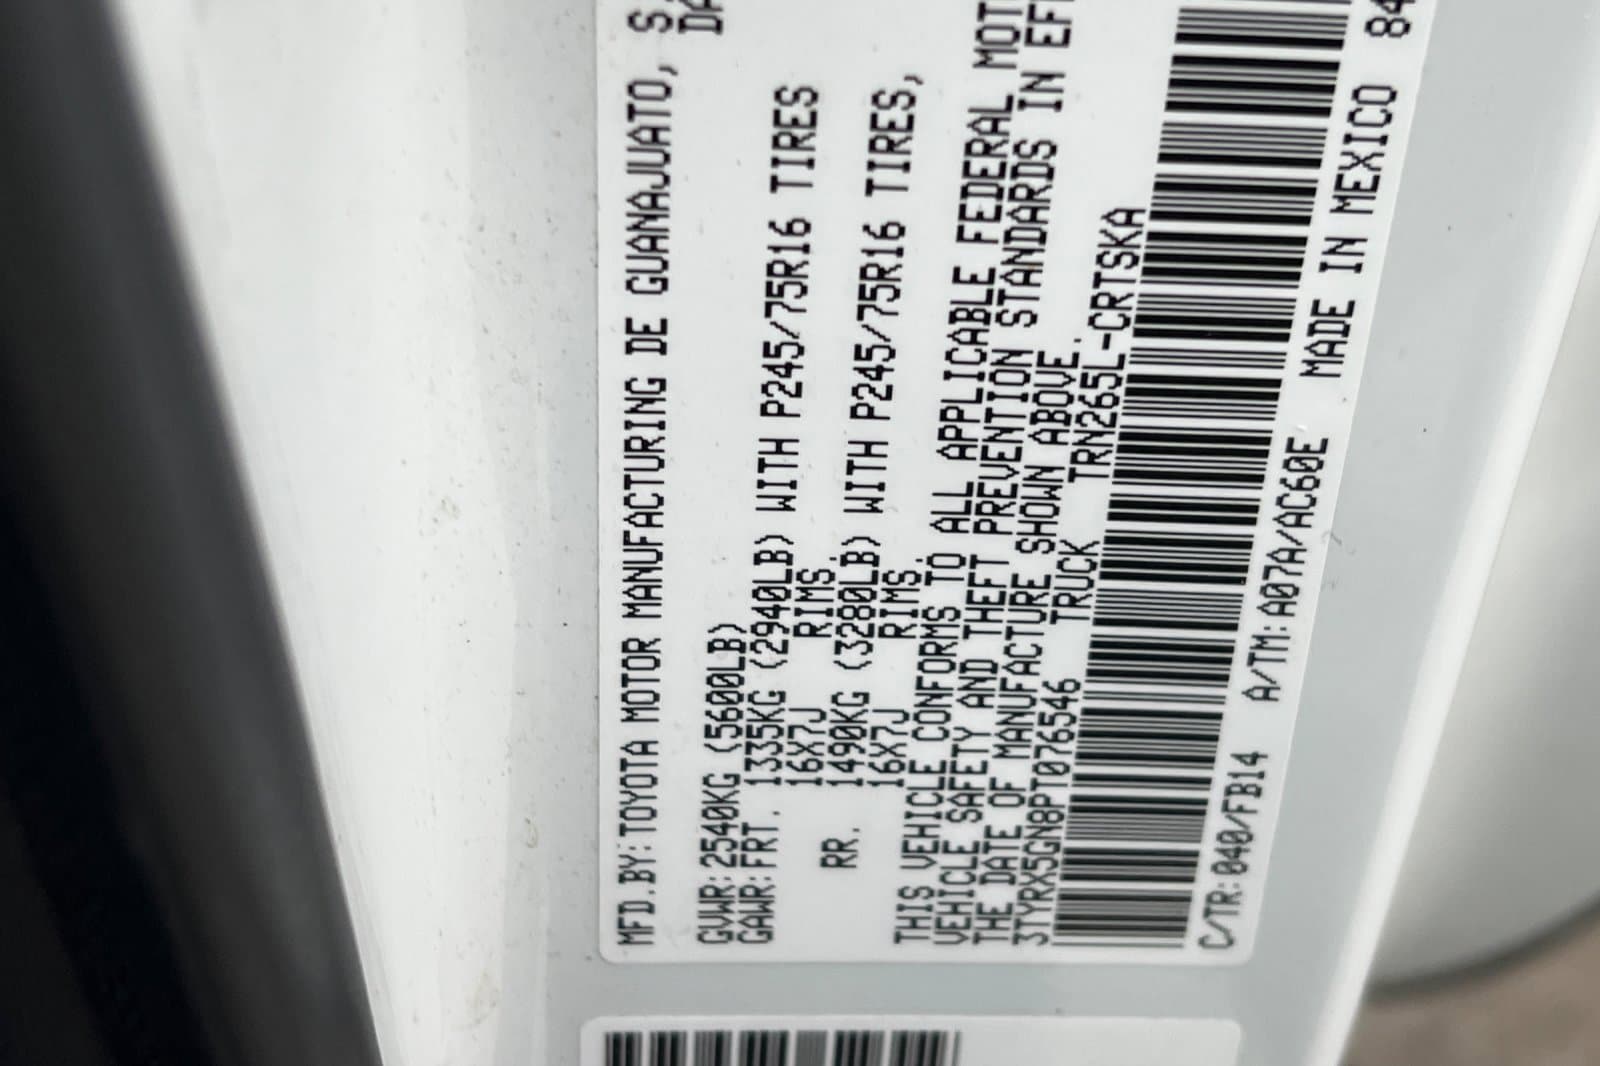 MFD.BY:TOYOTA MOTOR MANUFACTURING DE GUANAJUATO, S.
DA
GVWR:2540KG (5600LB)
GAWR:FRT. 1335KG (2940LB) WITH P245/75R16 TIRES
16X7J RIMS,
RR. 1490KG (3280LB) WITH P245/75R16 TIRES,
16X7J RIMS,
THIS VEHICLE CONFORMS TO ALL APPLICABLE FEDERAL MOT
VEHICLE SAFETY AND THEFT PREVENTION STANDARDS IN EF
THE DATE OF MANUFACTURE SHOWN ABOVE.
3TYRX5GN8PT076546 TRUCK TRN265L-CRTSKA
C/TR:040/FB14 A/TM:A07A/AC60E MADE IN MEXICO 84